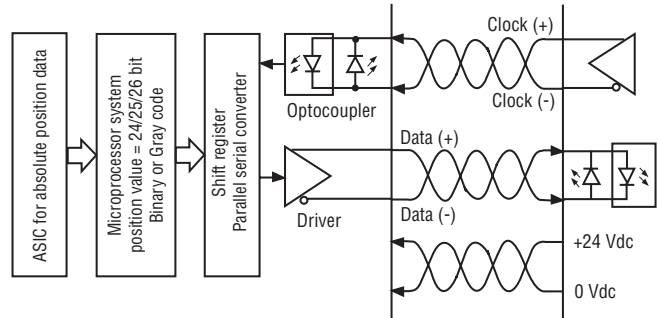 ASIC for absolute position data
Microprocessor system
position value = 24/25/26 bit
Binary or Gray code
Shift register
Parallel serial converter
Optocoupler
Driver
Clock (+)
Clock (-)
Data (+)
Data (-)
+24 Vdc
0 Vdc